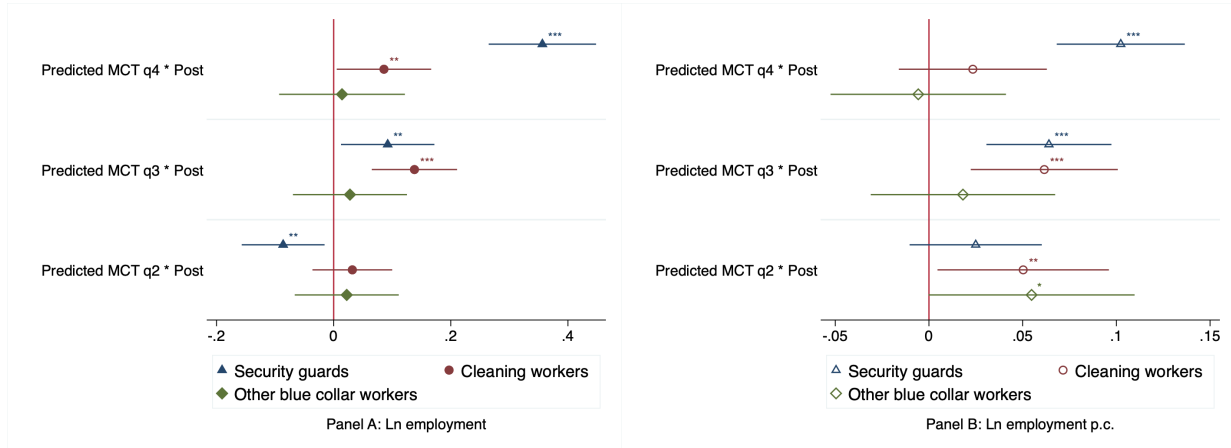 ***
Predicted MCT q4 * Post
**
**
Predicted MCT q3 * Post
***
**
Predicted MCT q2 * Post
-.2 0 .2 .4
Security guards Cleaning workers
Other blue collar workers
Panel A: Ln employment
***
Predicted MCT q4 * Post
***
Predicted MCT q3 * Post
***
Predicted MCT q2 * Post
**
*
-.05 0 .05 .1 .15
Security guards Cleaning workers
Other blue collar workers
Panel B: Ln employment p.c.